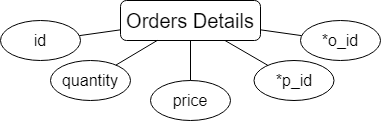 Orders Details
id
*o_id
quantity
*p_id
price